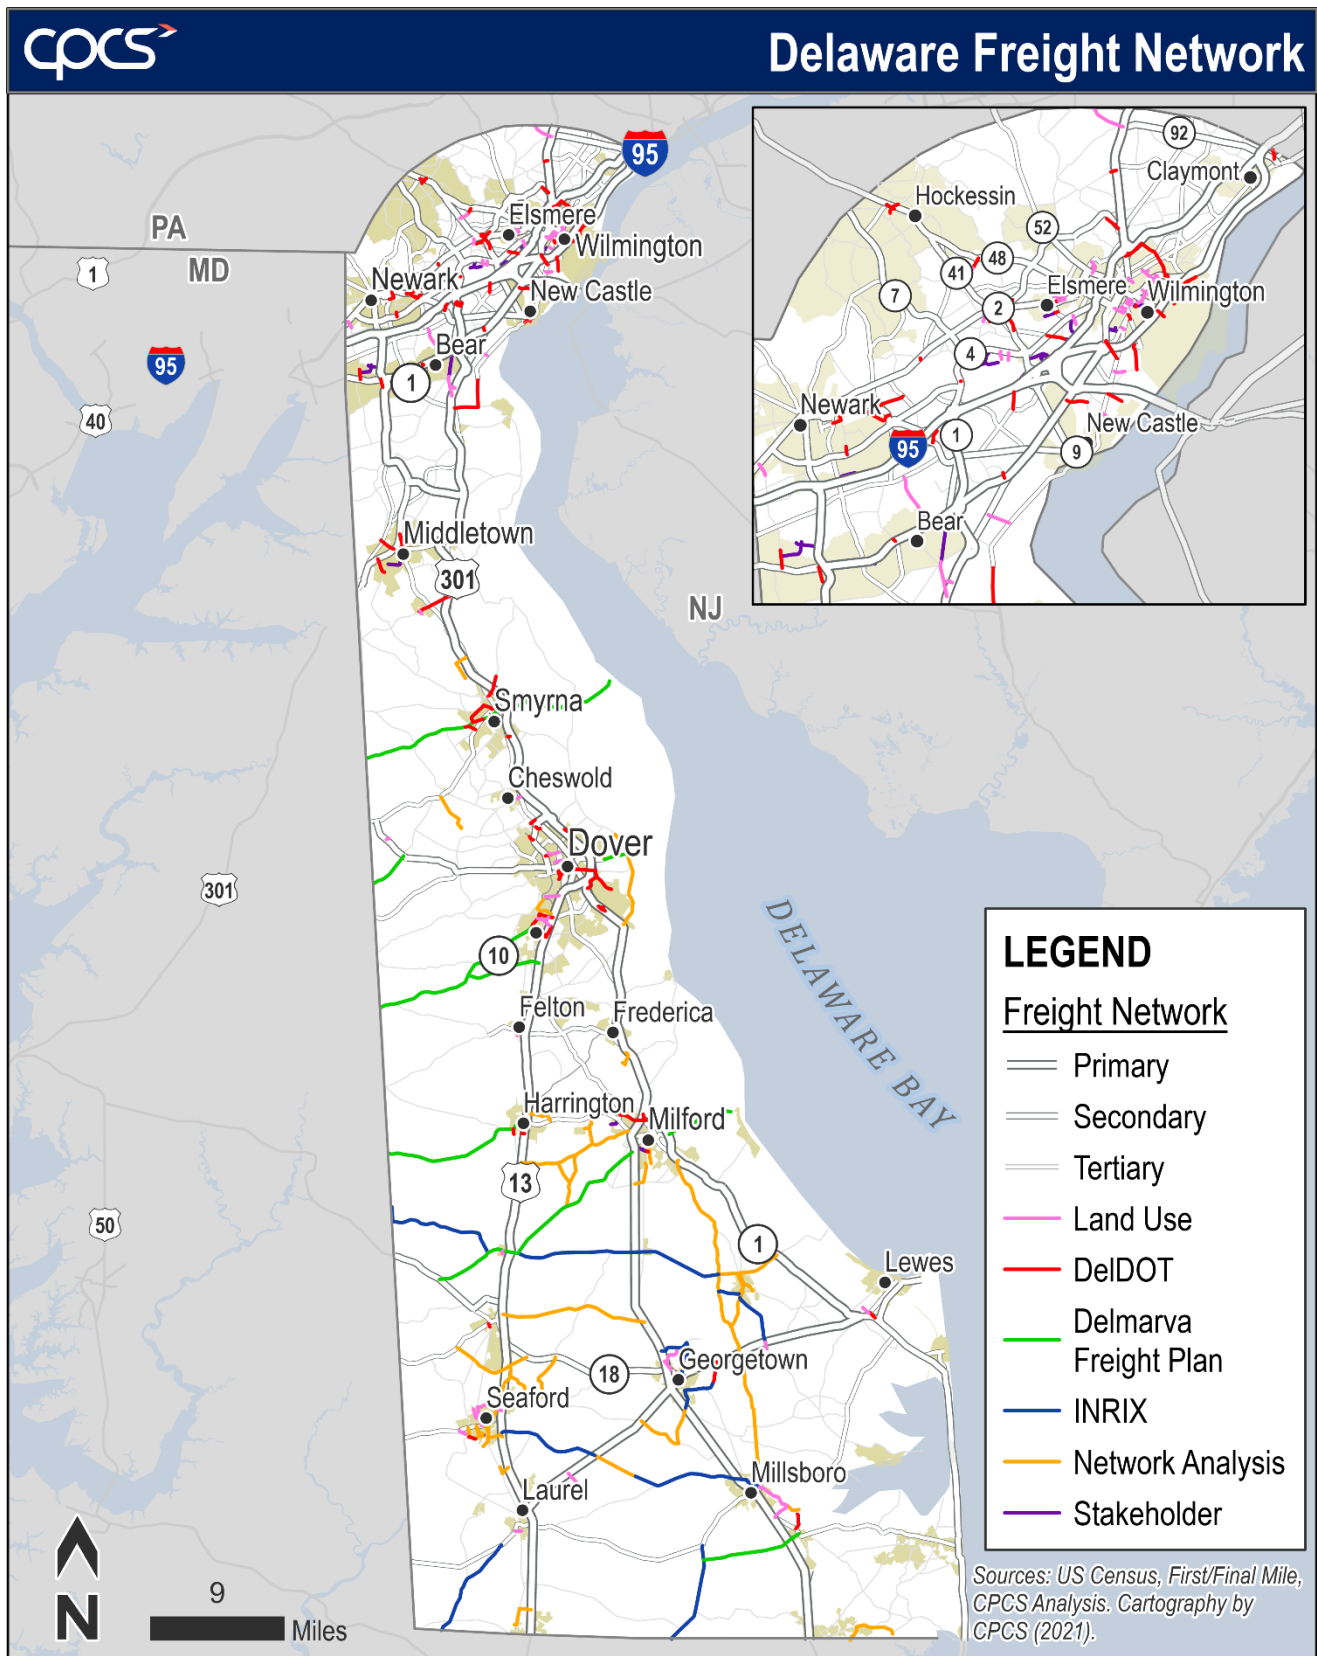 cpcs
Delaware Freight Network
95
PA
MD
1
95
40
Elsmere
Wilmington
Newark
New Castle
Bear
1
Middletown
301
NJ
92
Claymont
Hockessin
52
48
41
7
2
Elsmere
Wilmington
4
Newark
95
1
New Castle
9
Bear
Smyrna
Cheswold
Dover
301
10
Felton
Frederica
Harrington
Milford
13
50
1
Lewes
18
Georgetown
Seaford
Millsboro
Laurel
DELAWARE BAY
LEGEND
Freight Network
Primary
Secondary
Tertiary
Land Use
DelDOT
Delmarva
Freight Plan
INRIX
Network Analysis
Stakeholder
Sources: US Census, First/Final Mile,
CPCS Analysis. Cartography by
CPCS (2021).
N
9
Miles